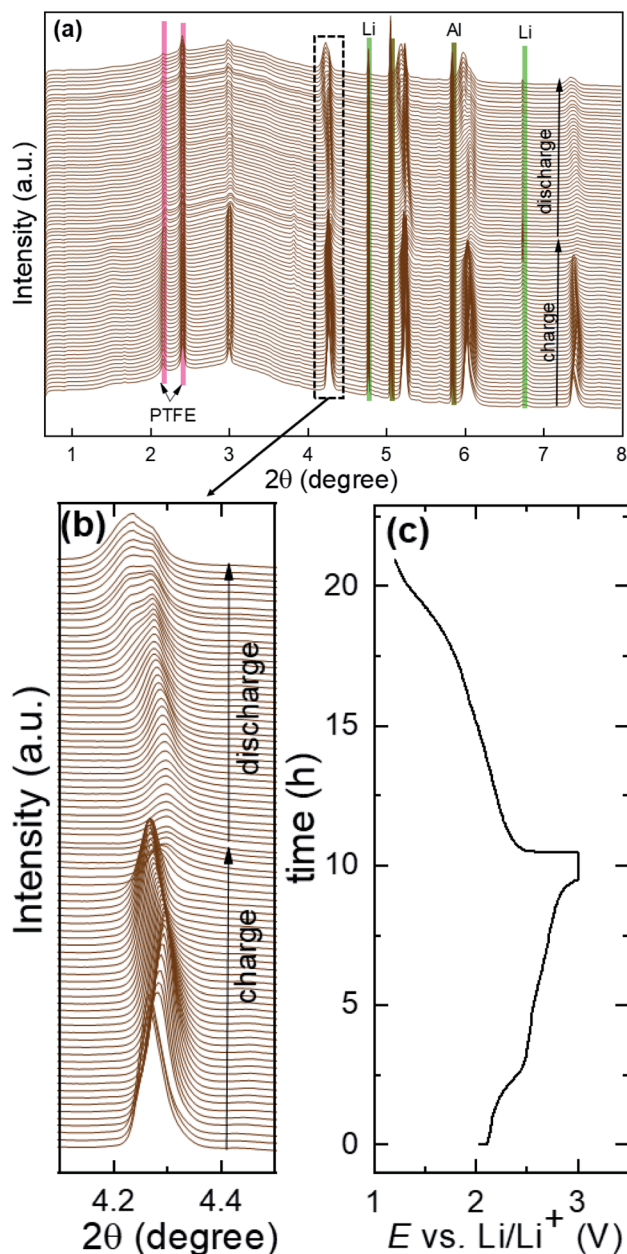 (a)
Li
Al
Li
Intensity (a.u.)
discharge
charge
PTFE
1 2 3 4 5 6 7 8
2θ (degree)
(b)
Intensity (a.u.)
discharge
charge
4.2 4.4
2θ (degree)
(c)
time (h)
20
15
10
5
0
1 2 3
E vs. Li/Li⁺ (V)